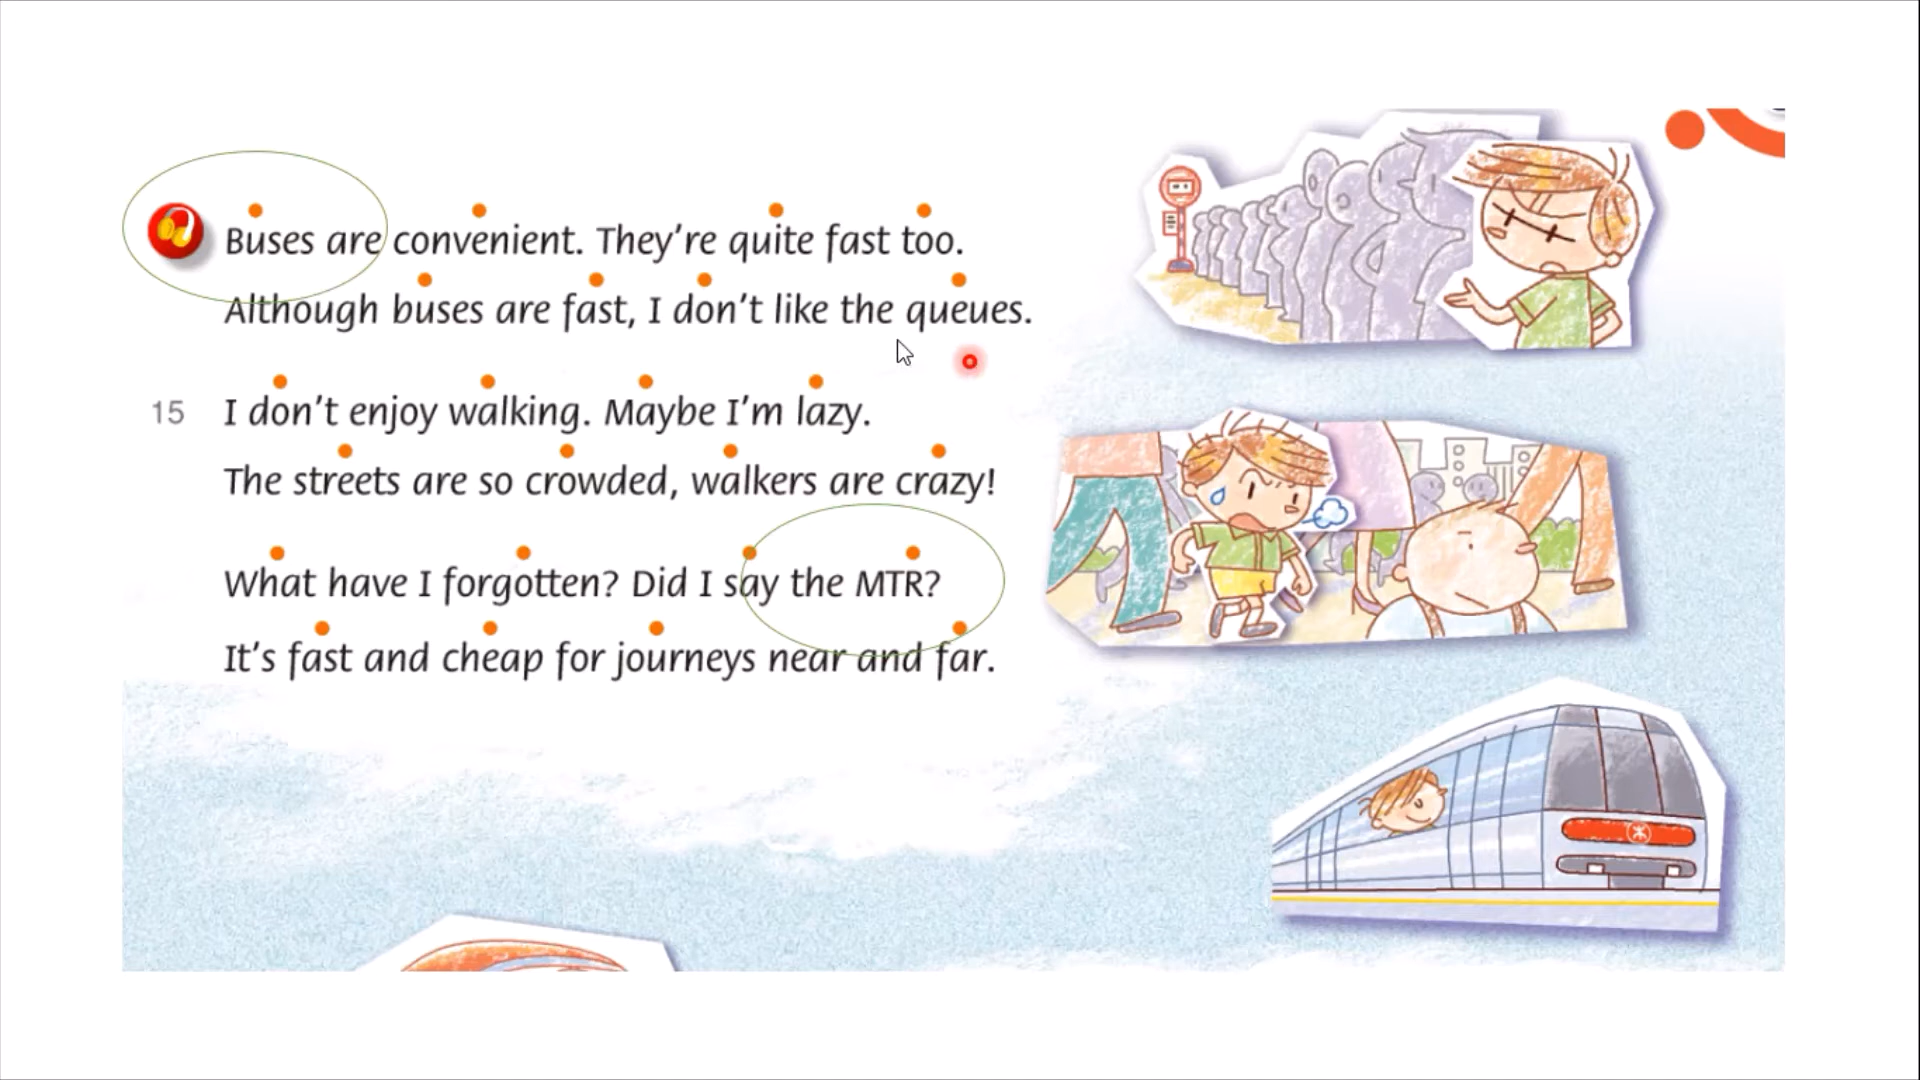 Buses are convenient. They're quite fast too.
Although buses are fast, I don't like the queues.
15 I don't enjoy walking. Maybe I'm lazy.
The streets are so crowded, walkers are crazy!
What have I forgotten? Did I say the MTR?
It's fast and cheap for journeys near and far.